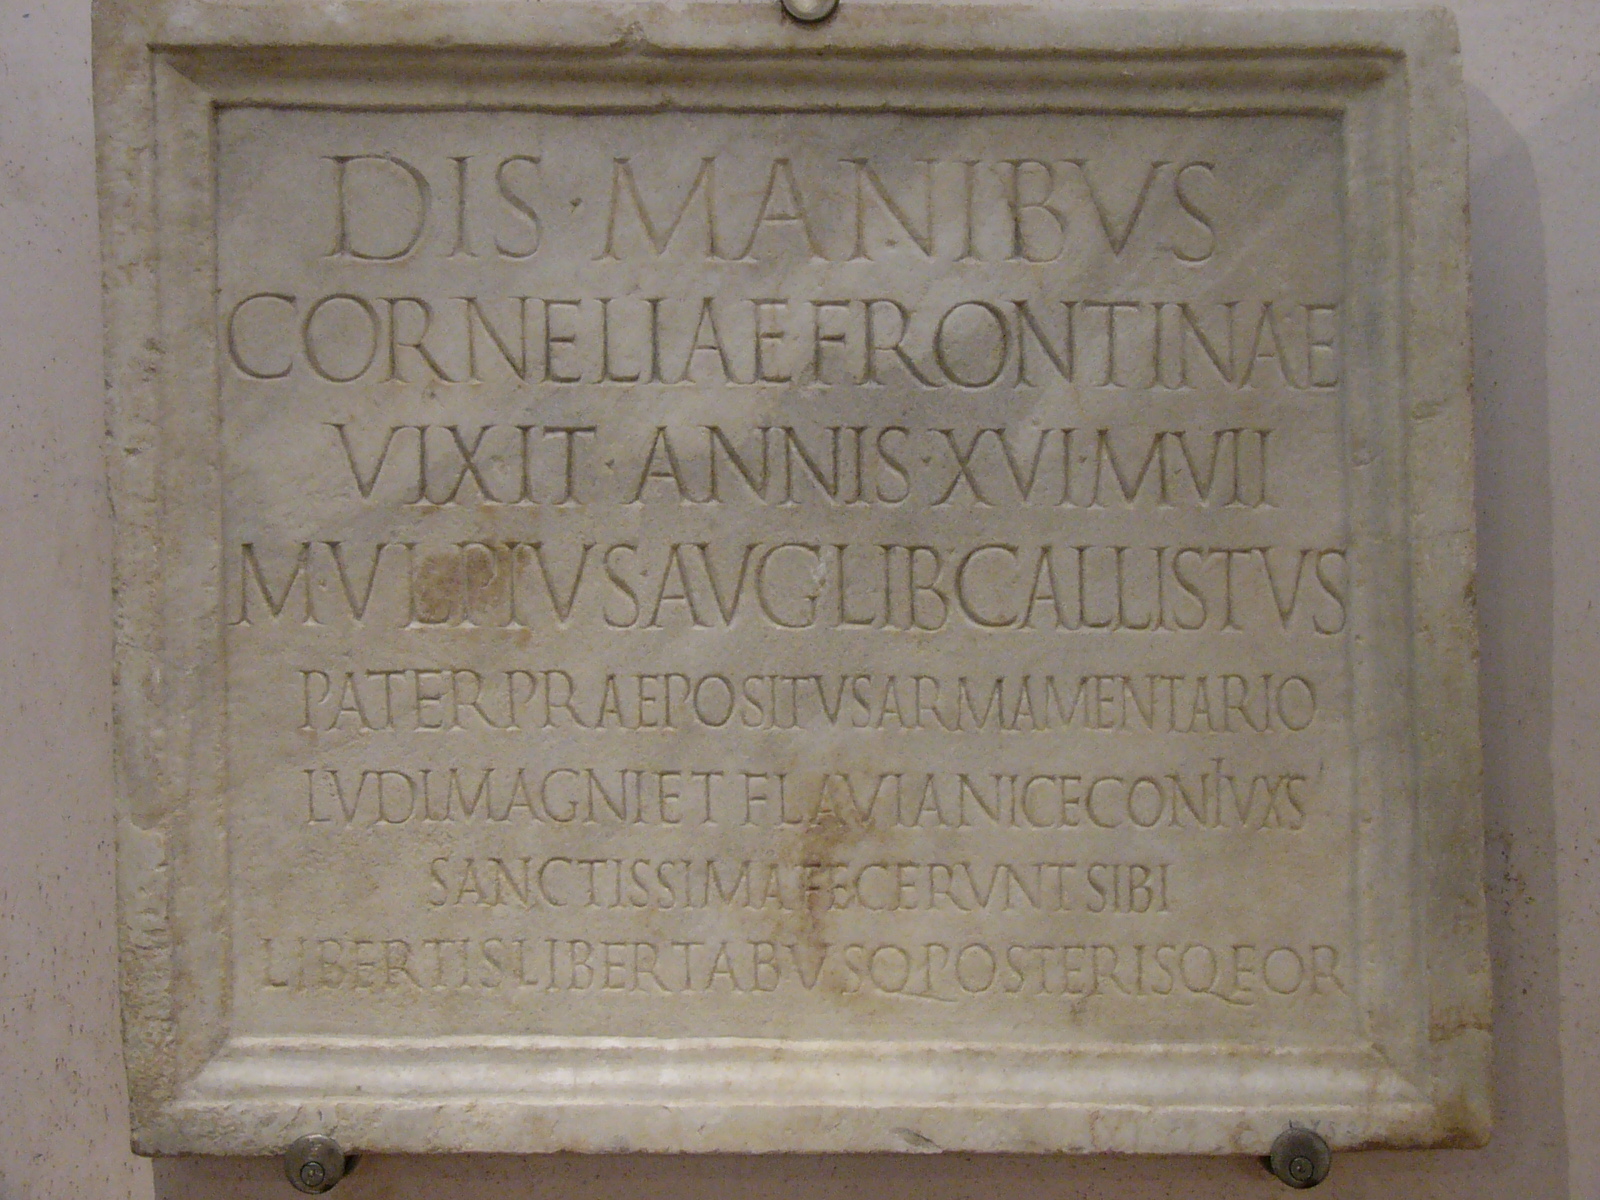 DIS · MANIBVS
CORNELIAE · FRONTINAE
VIXIT · ANNIS · XVI · M · VII
M · VLPIVS · AVG LIB CALLISTVS
PATER PRAEPOSITVS ARMAMENTARIO
LVDI MAGNI ET FLAVIA NICE CONIVXS
SANCTISSIMA FECERVNT SIBI
LIBERTIS LIBERTABVSQ POSTERISQ EOR